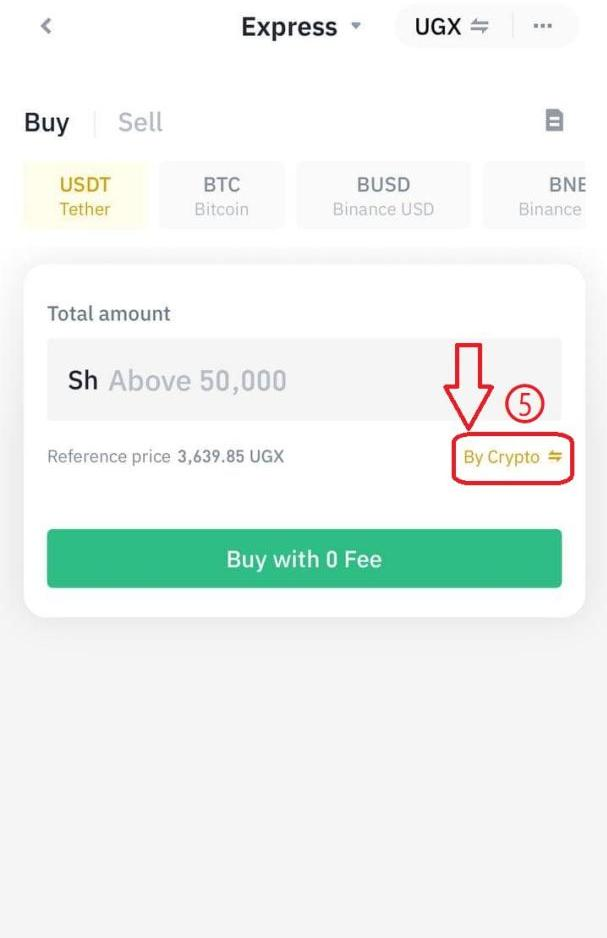 Express
UGX
Buy Sell
USDT BTC BUSD BNB
Tether Bitcoin Binance USD Binance
Total amount
Sh Above 50,000
5
Reference price 3,639.85 UGX By Crypto
Buy with 0 Fee